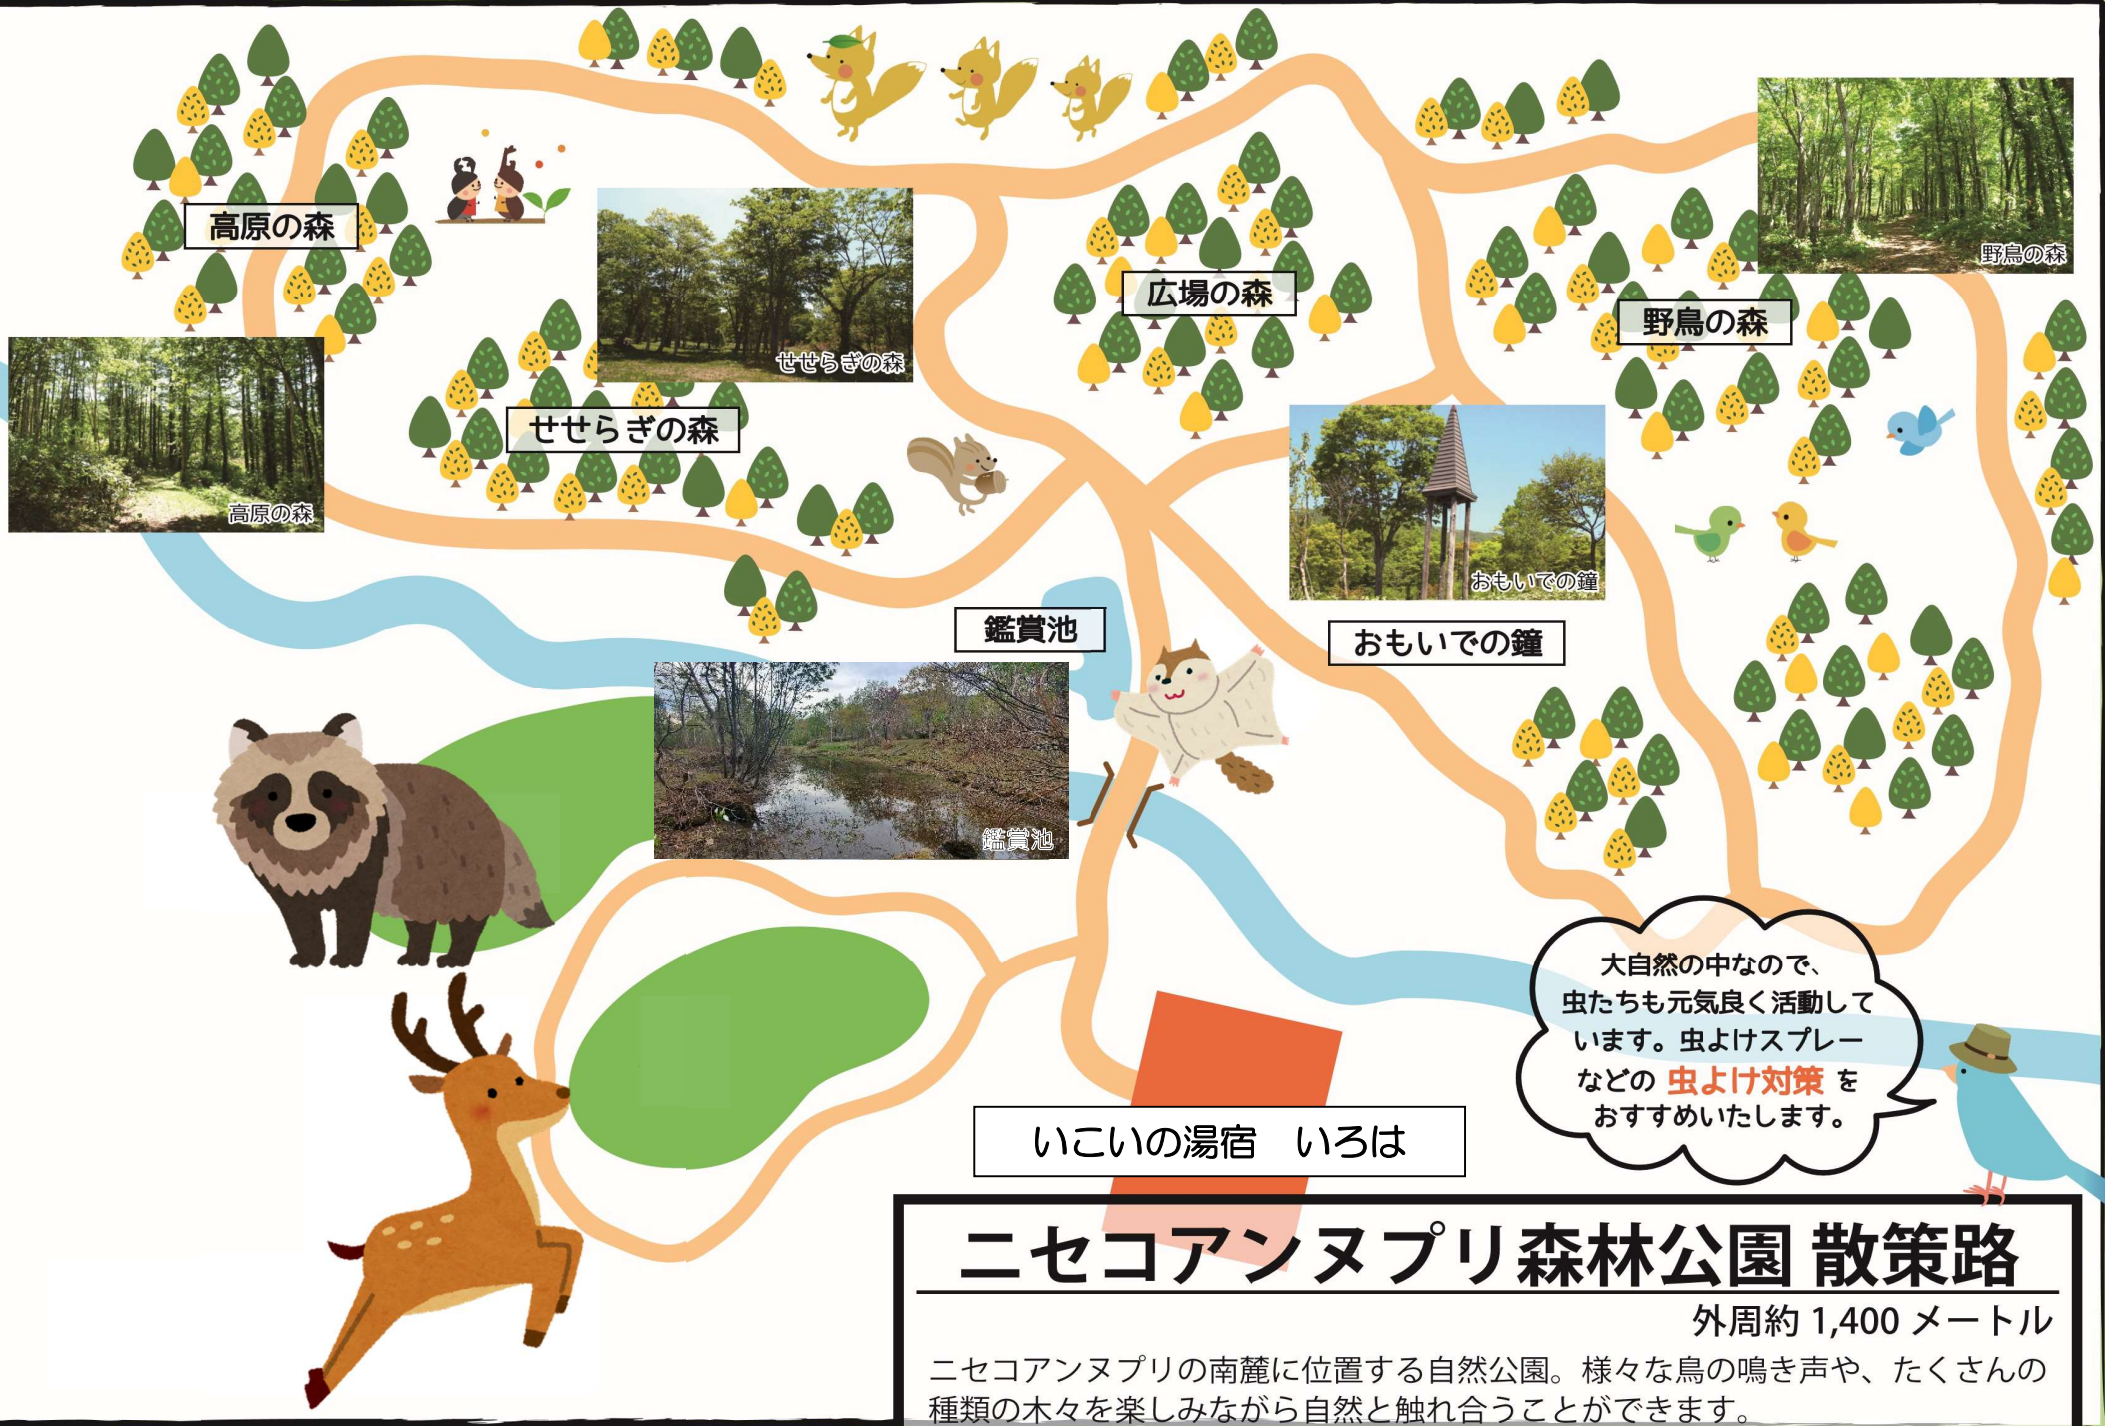 高原の森
せせらぎの森
広場の森
野鳥の森
野鳥の森
せせらぎの森
高原の森
おもいでの鐘
鑑賞池
おもいでの鐘
鑑賞池
大自然の中なので、
虫たちも元気良く活動して
います。虫よけスプレー
などの 虫よけ対策 を
おすすめいたします。
いこいの湯宿　いろは
ニセコアンヌプリ森林公園 散策路
外周約 1,400 メートル
ニセコアンヌプリの南麓に位置する自然公園。様々な鳥の鳴き声や、たくさんの
種類の木々を楽しみながら自然と触れ合うことができます。